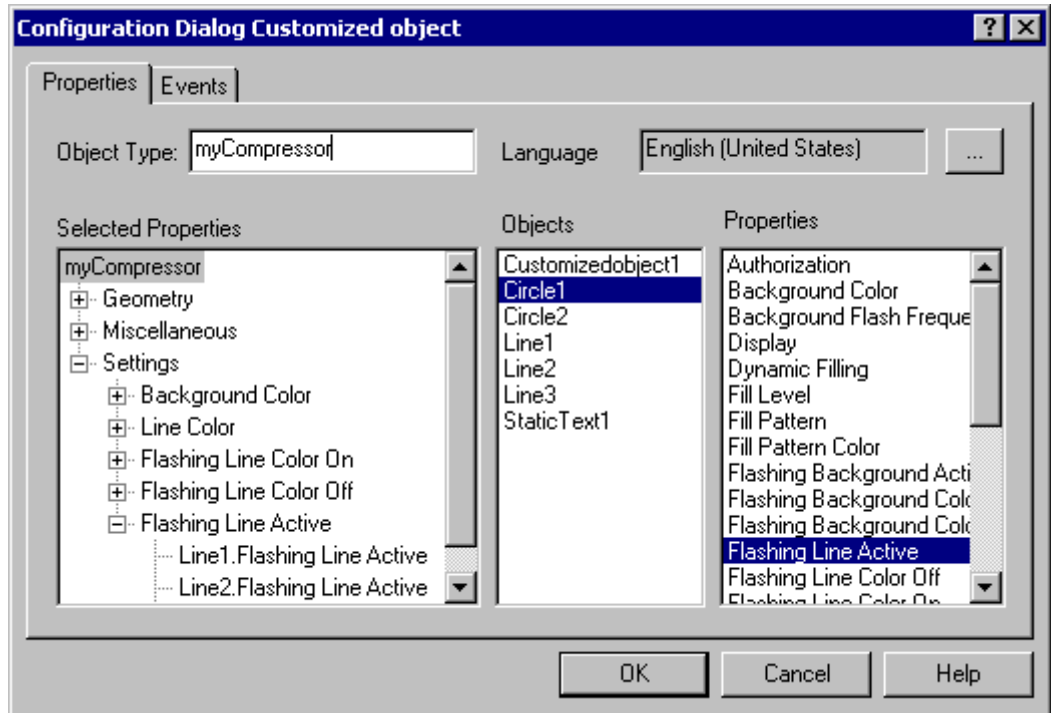 Configuration Dialog Customized object
Properties Events
Object Type: myCompressor Language English (United States) ...
Selected Properties
myCompressor
Geometry
Miscellaneous
Settings
Background Color
Line Color
Flashing Line Color On
Flashing Line Color Off
Flashing Line Active
Line1.Flashing Line Active
Line2.Flashing Line Active
Objects
Customizedobject1
Circle1
Circle2
Line1
Line2
Line3
StaticText1
Properties
Authorization
Background Color
Background Flash Freque
Display
Dynamic Filling
Fill Level
Fill Pattern
Fill Pattern Color
Flashing Background Acti
Flashing Background Colo
Flashing Background Colo
Flashing Line Active
Flashing Line Color Off
Flashing Line Color On
OK Cancel Help